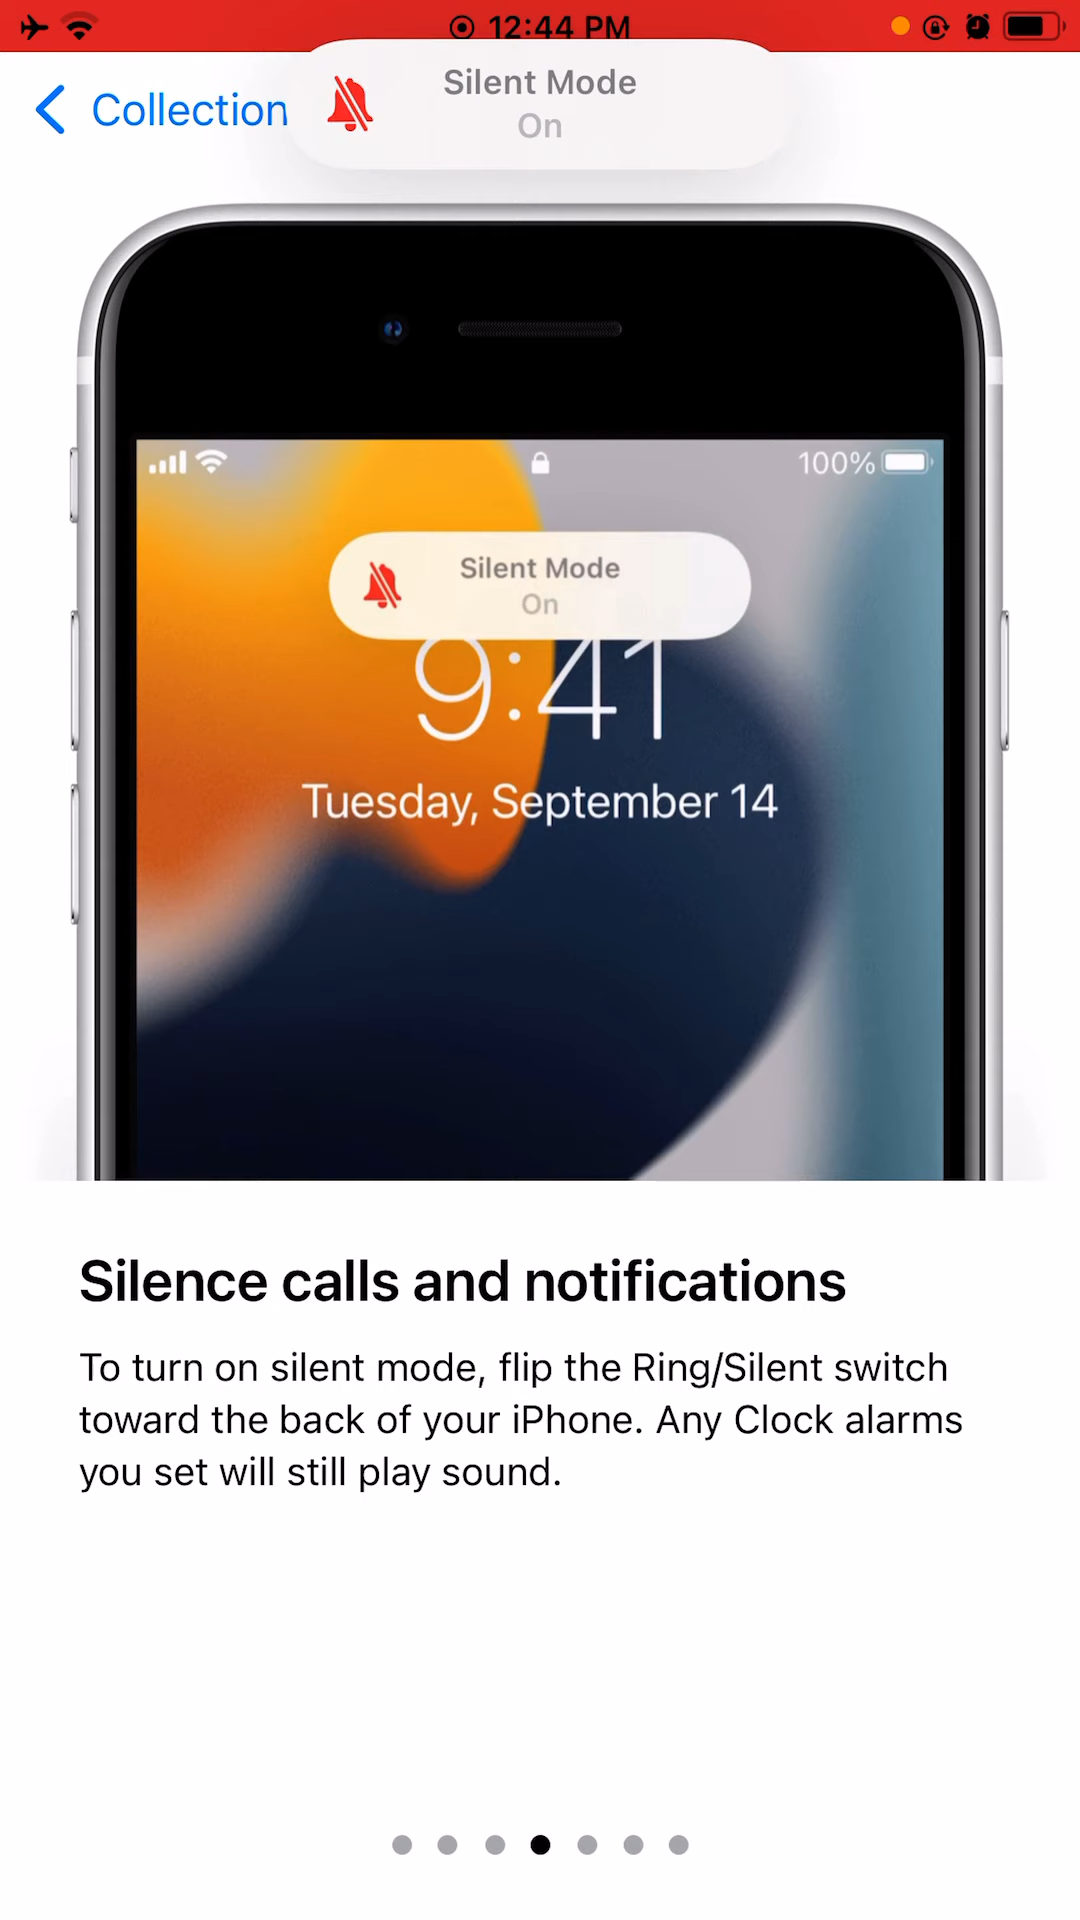 12:44 PM
Collection
Silent Mode
On
100%
Silent Mode
On
9:41
Tuesday, September 14
Silence calls and notifications
To turn on silent mode, flip the Ring/Silent switch
toward the back of your iPhone. Any Clock alarms
you set will still play sound.